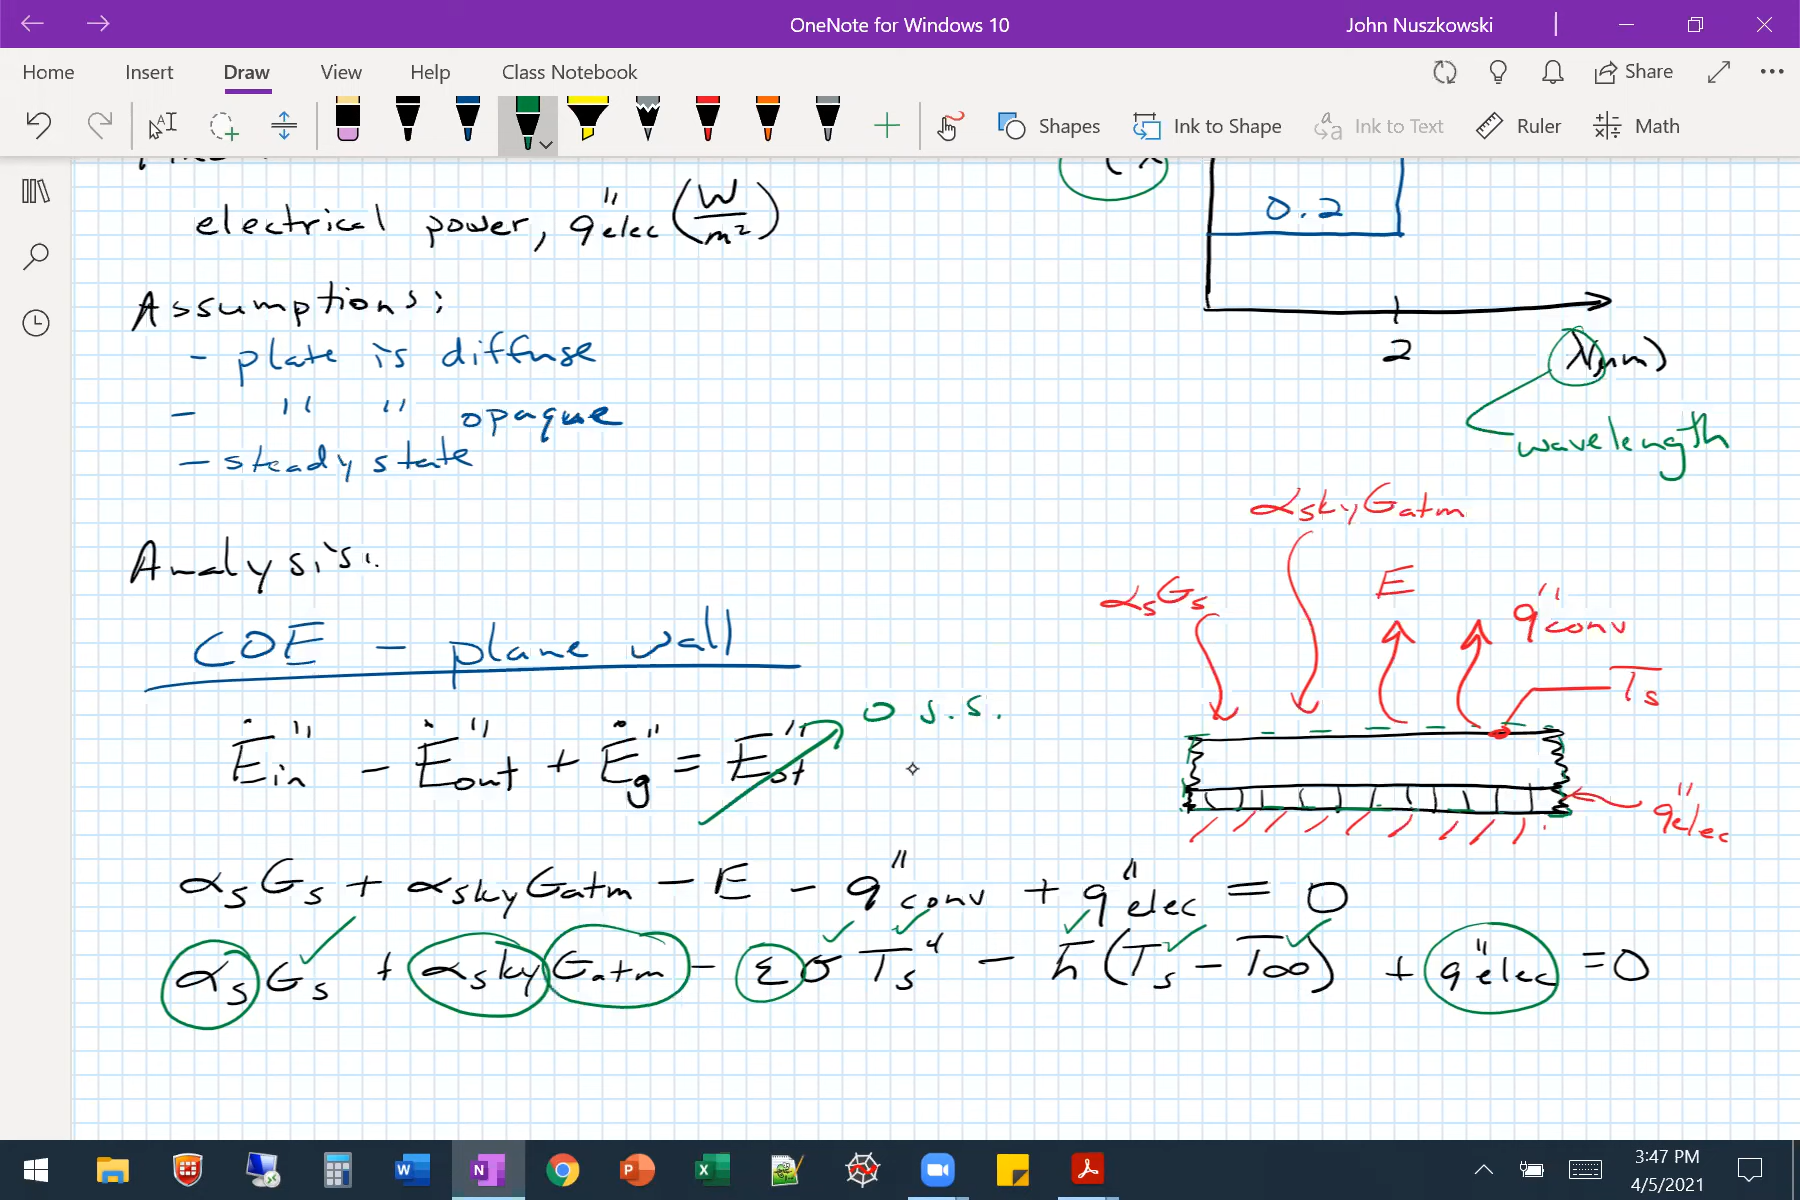 OneNote for Windows 10
John Nuszkowski
Home Insert Draw View Help Class Notebook
Share
Shapes
Ink to Shape
Ink to Text
Ruler
Math
electrical power, q"elec (W/m²)
0.2
2
λ(μm)
wavelength
Assumptions:
- plate is diffuse
- " " opaque
- steady state
Analysis:
COE - plane wall
Ė"in - Ė"out + Ė"g = Ė"st 0 s.s.
αsGs
αskyGatm
E
q"conv
Ts
q"elec
αsGs + αskyGatm - E - q"conv + q"elec = 0
αsGs + αskyGatm - εσTs⁴ - h̄(Ts - T∞) + q"elec = 0
3:47 PM
4/5/2021